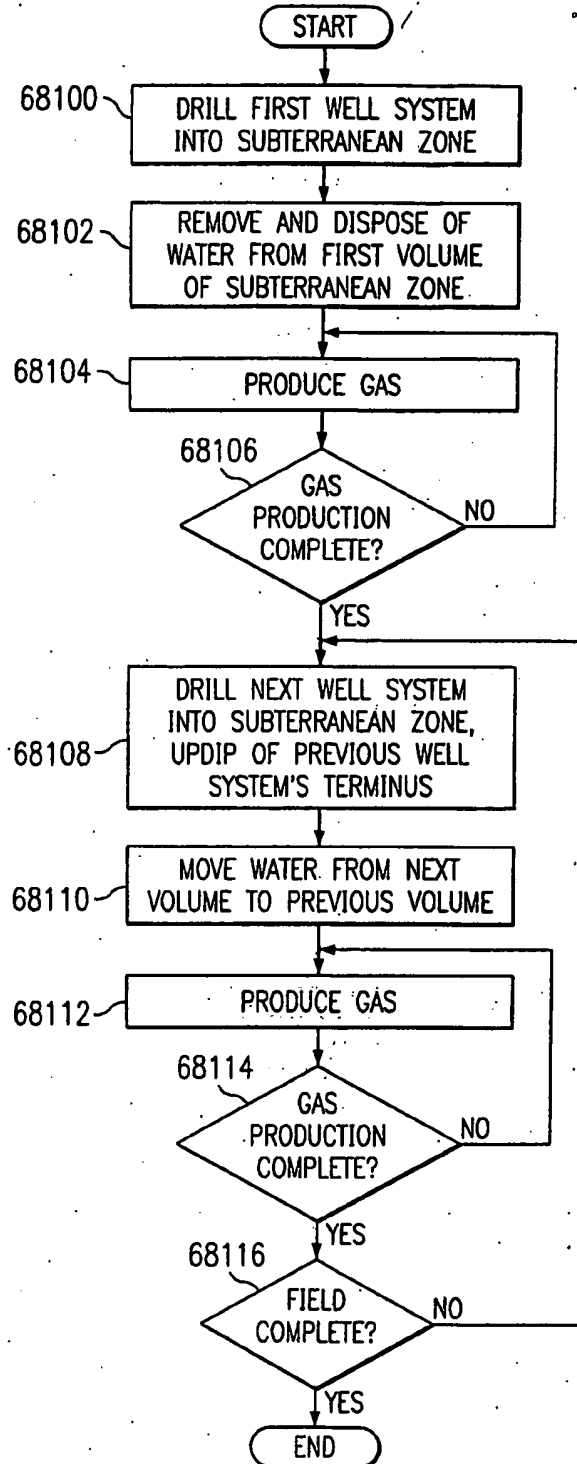 START
68100
DRILL FIRST WELL SYSTEM
INTO SUBTERRANEAN ZONE
68102
REMOVE AND DISPOSE OF
WATER FROM FIRST VOLUME
OF SUBTERRANEAN ZONE
68104
PRODUCE GAS
68106
GAS
PRODUCTION
COMPLETE?
NO
YES
68108
DRILL NEXT WELL SYSTEM
INTO SUBTERRANEAN ZONE,
UPDIP OF PREVIOUS WELL
SYSTEM'S TERMINUS
68110
MOVE WATER FROM NEXT
VOLUME TO PREVIOUS VOLUME
68112
PRODUCE GAS
68114
GAS
PRODUCTION
COMPLETE?
NO
YES
68116
FIELD
COMPLETE?
NO
YES
END